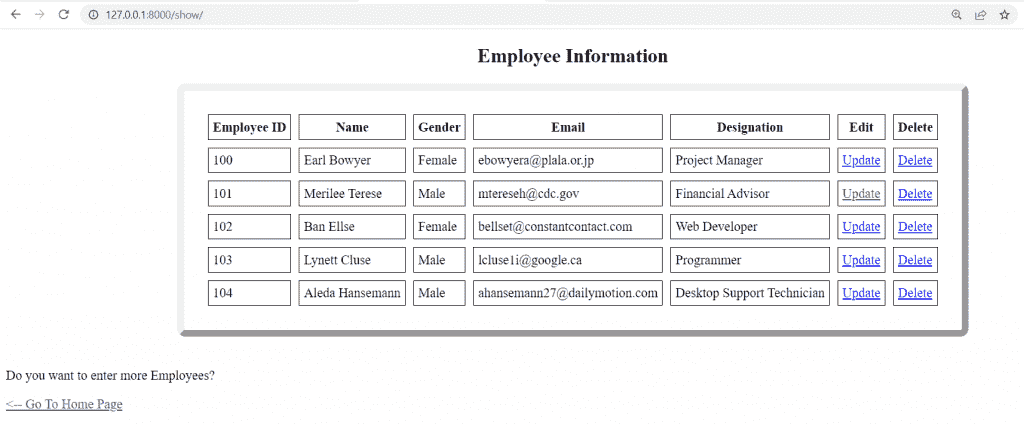 127.0.0.1:8000/show/
Employee Information
Employee ID Name Gender Email Designation Edit Delete
100 Earl Bowyer Female ebowyera@plala.or.jp Project Manager Update Delete
101 Merilee Terese Male mtereseh@cdc.gov Financial Advisor Update Delete
102 Ban Ellse Female bellset@constantcontact.com Web Developer Update Delete
103 Lynett Cluse Male lcluse1i@google.ca Programmer Update Delete
104 Aleda Hansemann Male ahansemann27@dailymotion.com Desktop Support Technician Update Delete
Do you want to enter more Employees?
<-- Go To Home Page